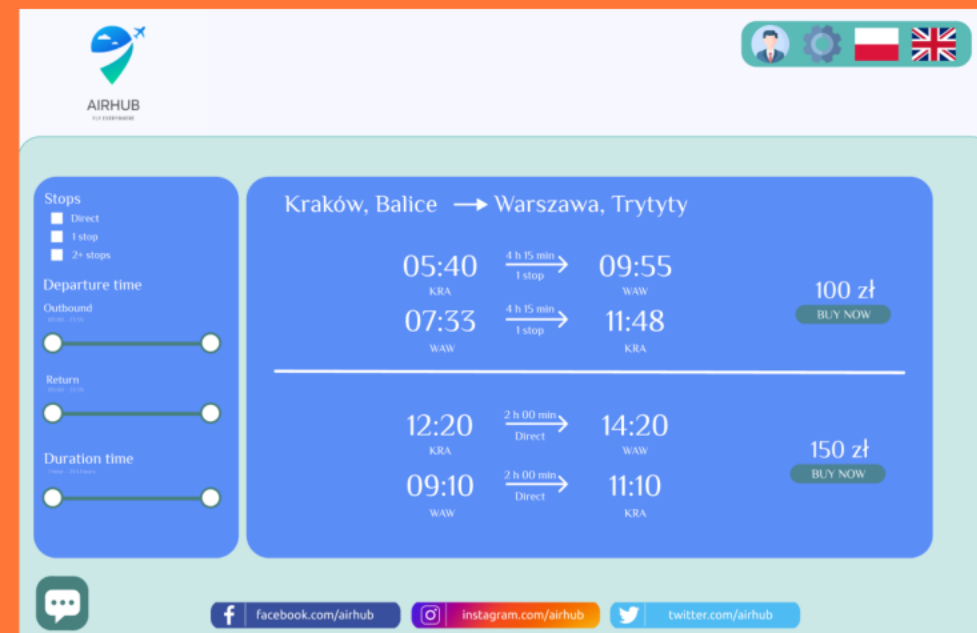 AIRHUB
FLY EVERYWHERE
Stops
Direct
1 stop
2+ stops
Departure time
Outbound
Return
Duration time
Kraków, Balice → Warszawa, Trytyty
05:40 4 h 15 min 09:55
KRA 1 stop WAW
07:33 4 h 15 min 11:48
WAW 1 stop KRA
100 zł
BUY NOW
12:20 2 h 00 min 14:20
KRA Direct WAW
09:10 2 h 00 min 11:10
WAW Direct KRA
150 zł
BUY NOW
facebook.com/airhub
instagram.com/airhub
twitter.com/airhub